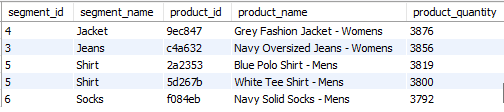 segment_id segment_name product_id product_name product_quantity
4 Jacket 9ec847 Grey Fashion Jacket - Womens 3876
3 Jeans c4a632 Navy Oversized Jeans - Womens 3856
5 Shirt 2a2353 Blue Polo Shirt - Mens 3819
5 Shirt 5d267b White Tee Shirt - Mens 3800
6 Socks f084eb Navy Solid Socks - Mens 3792